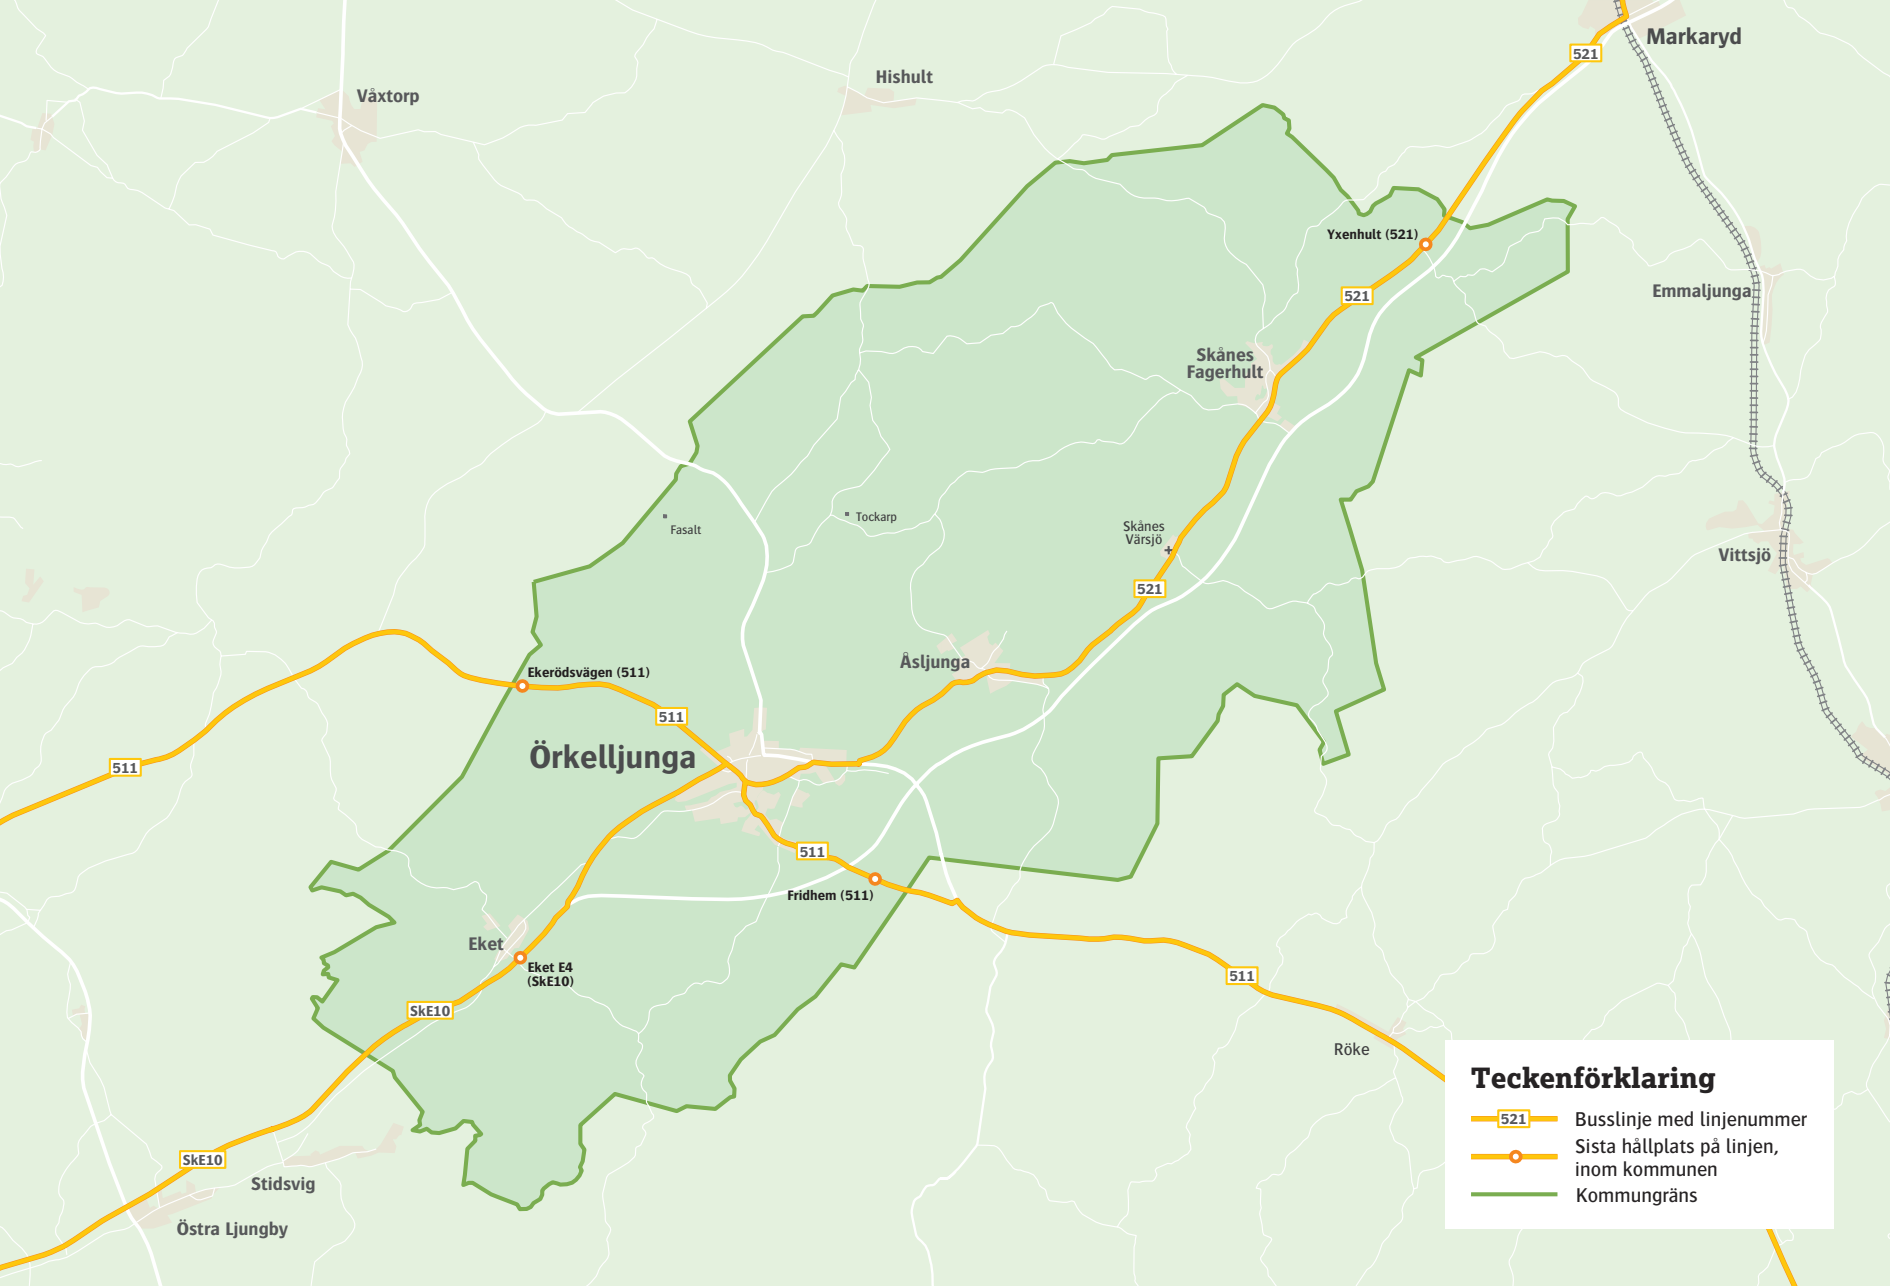 Markaryd
521
Hishult
Våxtorp
Yxenhult (521)
521
Emmaljunga
Skånes
Fagerhult
Fasalt
Tockarp
Skånes
Värsjö
Vittsjö
521
Åsljunga
Ekerödsvägen (511)
511
Örkelljunga
511
511
Fridhem (511)
Eket
Eket E4
(SkE10)
511
SkE10
Röke
SkE10
Stidsvig
Östra Ljungby
Teckenförklaring
521
Busslinje med linjenummer
Sista hållplats på linjen,
inom kommunen
Kommungräns